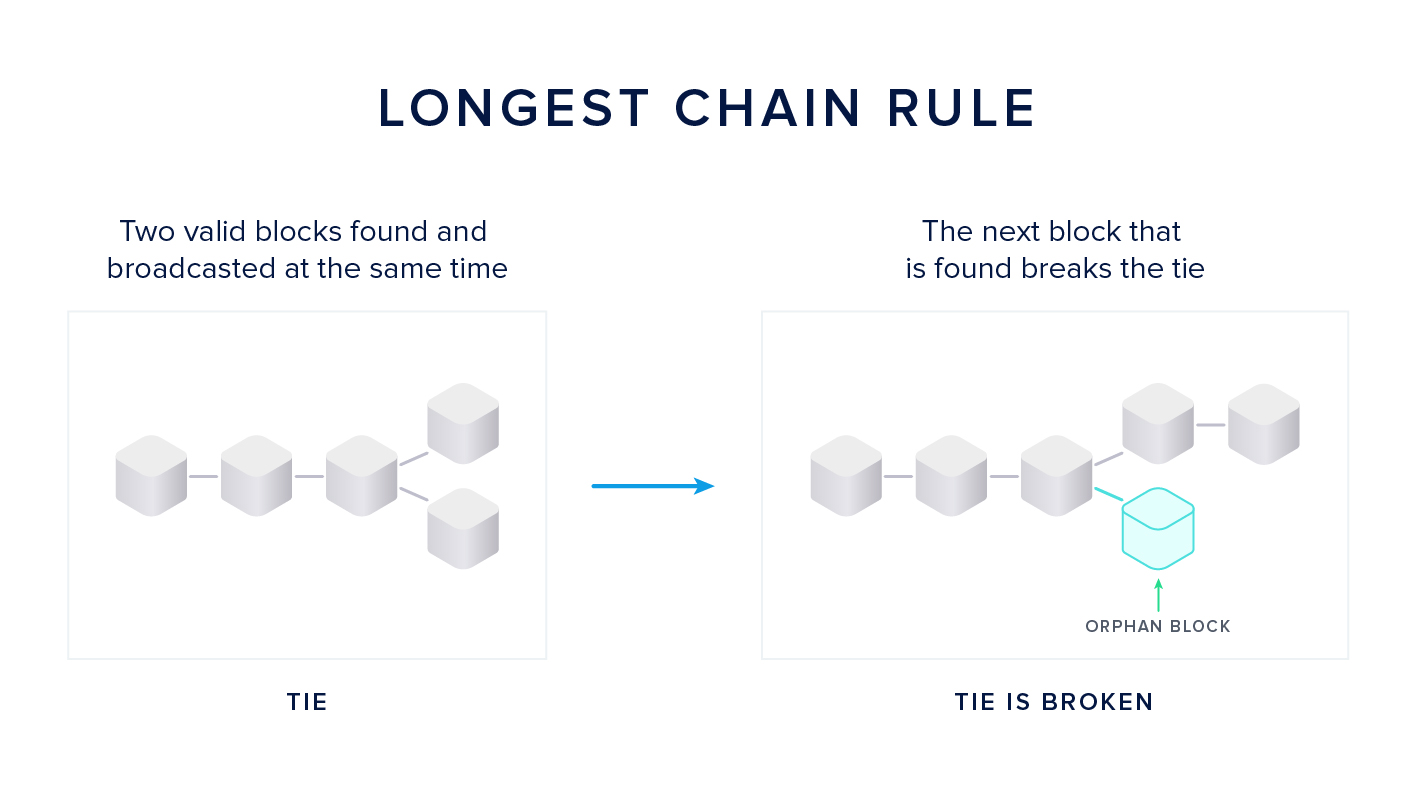 LONGEST CHAIN RULE
Two valid blocks found and
broadcasted at the same time
The next block that
is found breaks the tie
ORPHAN BLOCK
TIE
TIE IS BROKEN